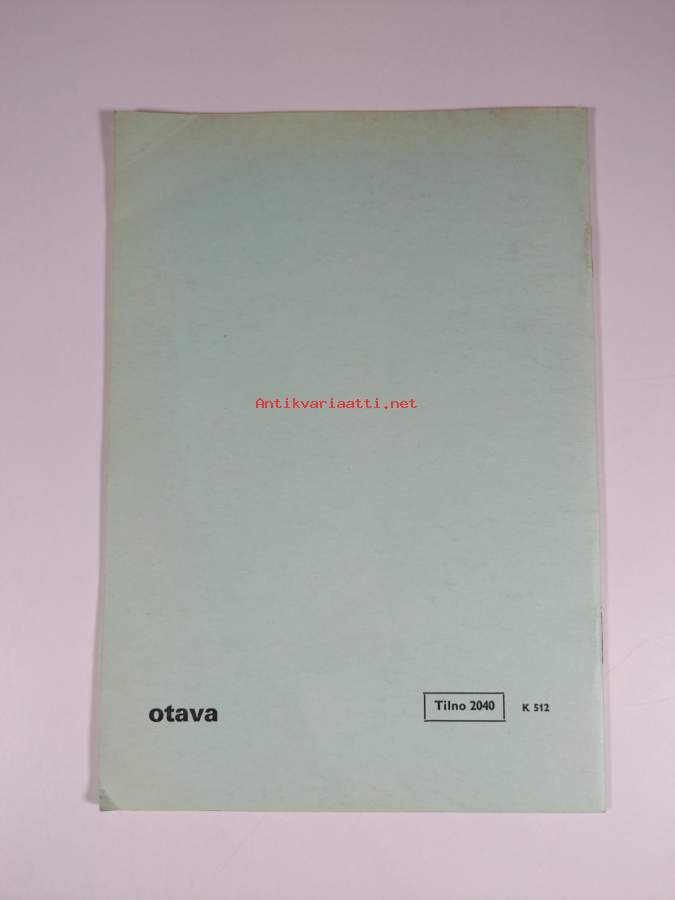 Antikvariaatti.net
otava
Tilno 2040
K 512